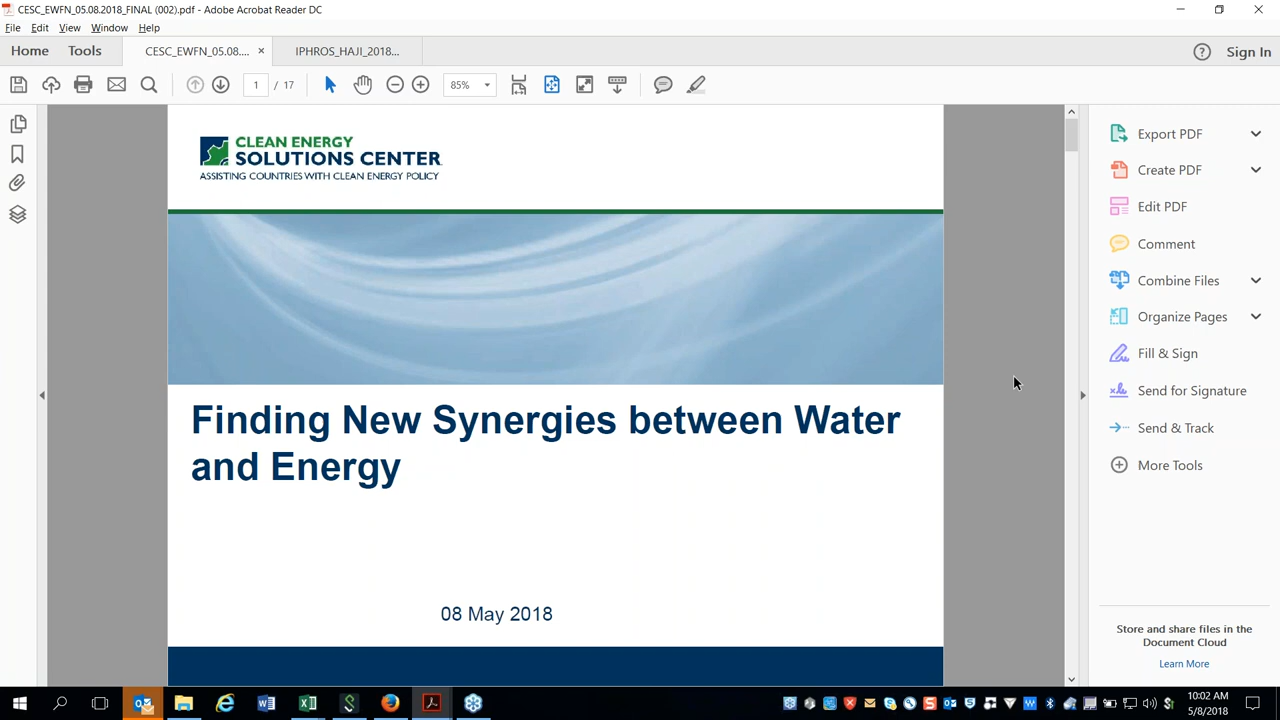 CESC_EWFN_05.08.2018_FINAL (002).pdf - Adobe Acrobat Reader DC
File Edit View Window Help
Home Tools CESC_EWFN_05.08.... × IPHROS_HAJI_2018... Sign In
1 / 17 85%
CLEAN ENERGY
SOLUTIONS CENTER
ASSISTING COUNTRIES WITH CLEAN ENERGY POLICY
Finding New Synergies between Water
and Energy
08 May 2018
Export PDF
Create PDF
Edit PDF
Comment
Combine Files
Organize Pages
Fill & Sign
Send for Signature
Send & Track
More Tools
Store and share files in the
Document Cloud
Learn More
10:02 AM
5/8/2018